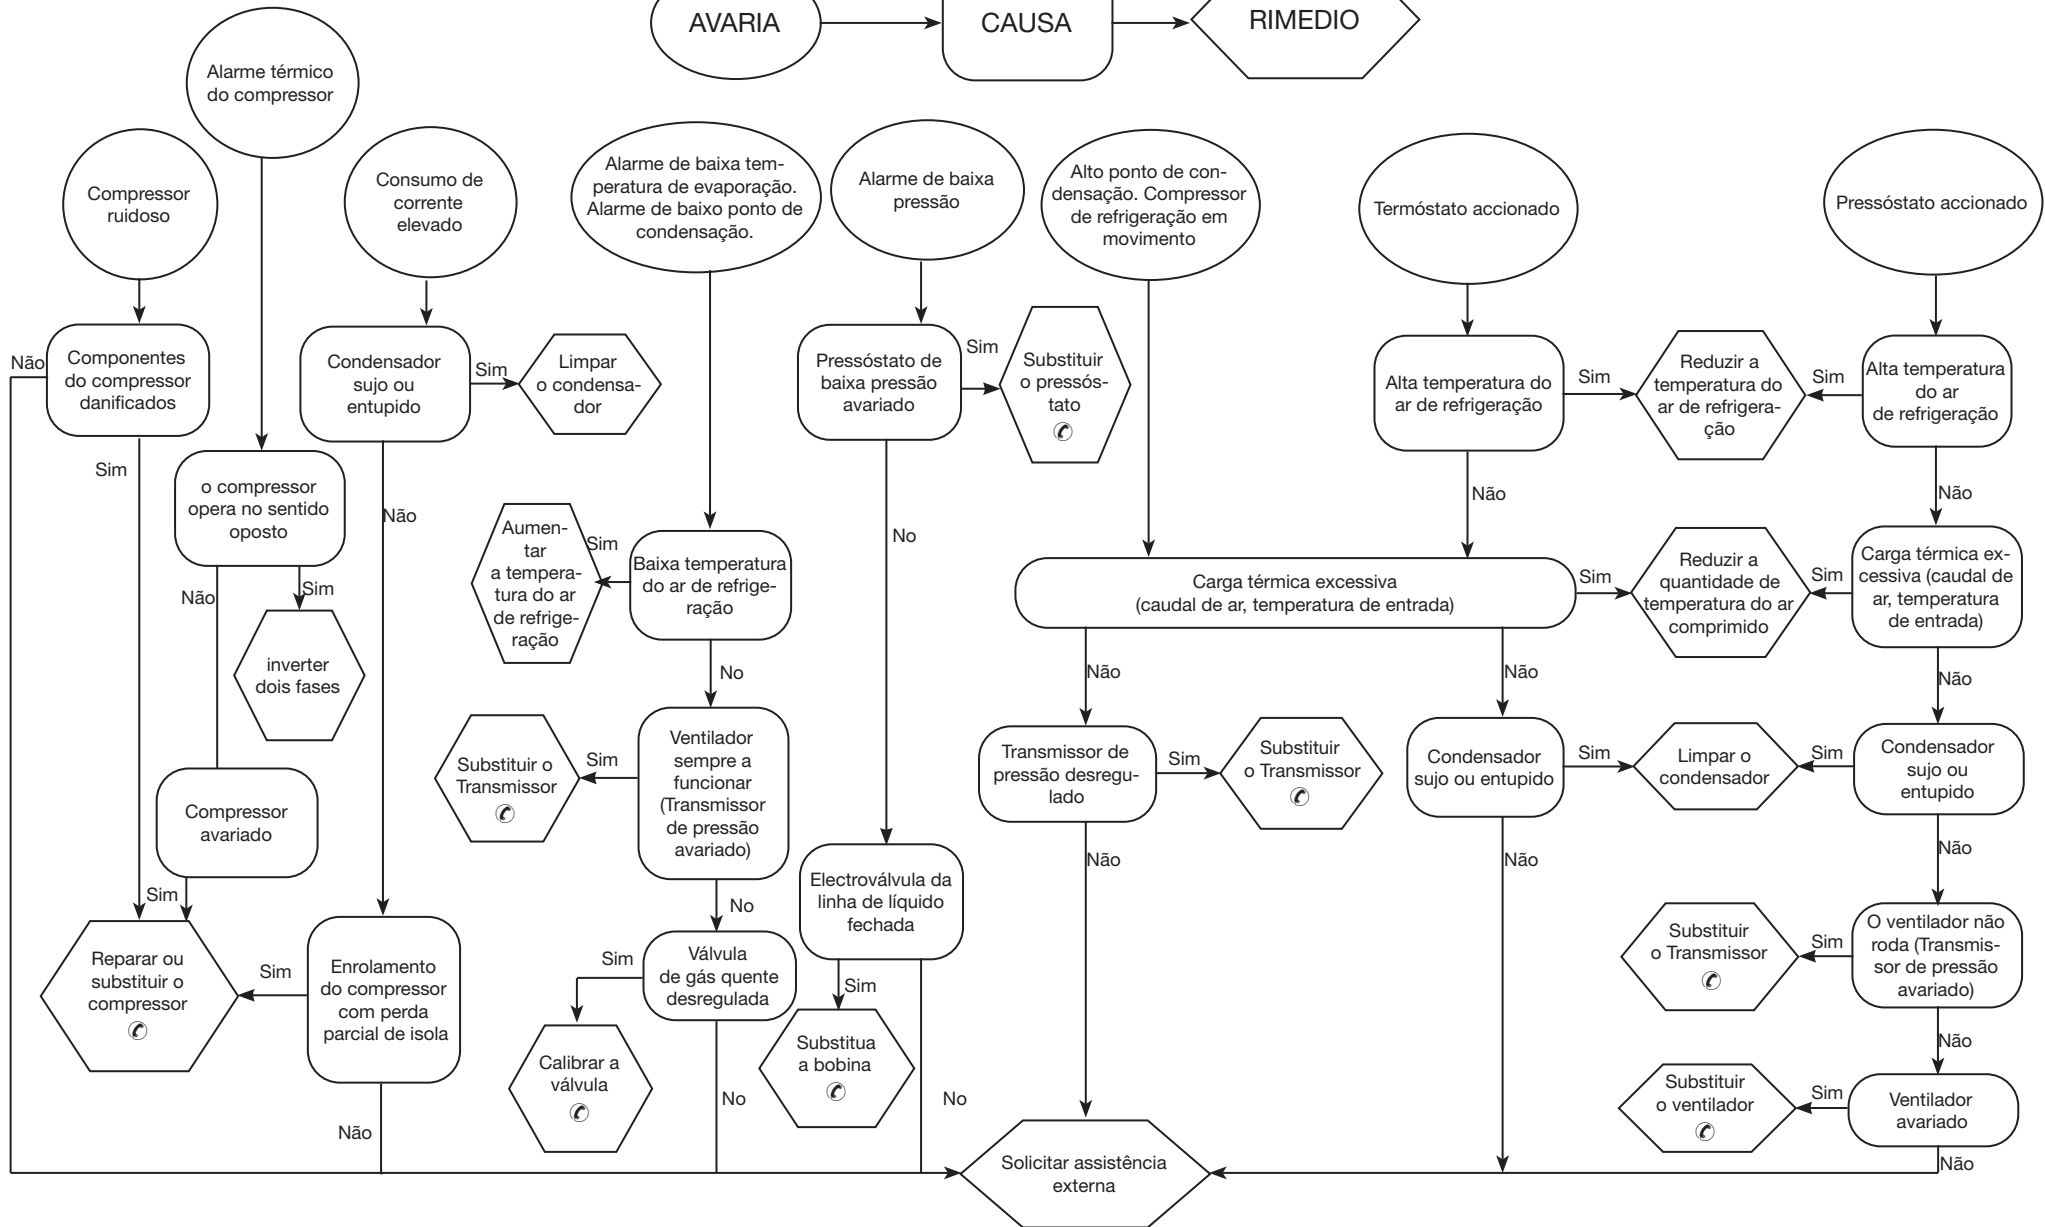 AVARIA
CAUSA
RIMEDIO
Alarme térmico
do compressor
Compressor
ruidoso
Consumo de
corrente
elevado
Alarme de baixa tem-
peratura de evaporação.
Alarme de baixo ponto de
condensação.
Alarme de baixa
pressão
Alto ponto de con-
densação. Compressor
de refrigeração em
movimento
Termóstato accionado
Pressóstato accionado
Não
Componentes
do compressor
danificados
Sim
Condensador
sujo ou
entupido
Sim
Limpar
o condensa-
dor
Não
Pressóstato de
baixa pressão
avariado
Sim
Substituir
o pressós-
tato
No
Alta temperatura do
ar de refrigeração
Sim
Reduzir a
temperatura do
ar de refrigera-
ção
Sim
Alta temperatura
do ar
de refrigeração
Não
Não
o compressor
opera no sentido
oposto
Não
Sim
inverter
dois fases
Aumen-
tar
a tempera-
tura do ar
de refrige-
ração
Sim
Baixa temperatura
do ar de refrige-
ração
No
Carga térmica excessiva
(caudal de ar, temperatura de entrada)
Sim
Reduzir a
quantidade de
temperatura do ar
comprimido
Sim
Carga térmica ex-
cessiva (caudal de
ar, temperatura
de entrada)
Não
Não
Não
Substituir o
Transmissor
Sim
Ventilador
sempre a
funcionar
(Transmissor
de pressão
avariado)
No
Transmissor de
pressão desregu-
lado
Sim
Substituir
o Transmissor
Não
Condensador
sujo ou entupido
Sim
Limpar o
condensador
Sim
Condensador
sujo ou
entupido
Não
Não
Compressor
avariado
Sim
Reparar ou
substituir o
compressor
Sim
Enrolamento
do compressor
com perda
parcial de isola
Não
Sim
Válvula
de gás quente
desregulada
No
Calibrar a
válvula
Electroválvula da
linha de líquido
fechada
Sim
No
Substitua
a bobina
Substituir
o Transmissor
Sim
O ventilador não
roda (Transmis-
sor de pressão
avariado)
Não
Substituir
o ventilador
Sim
Ventilador
avariado
Não
Solicitar assistência
externa